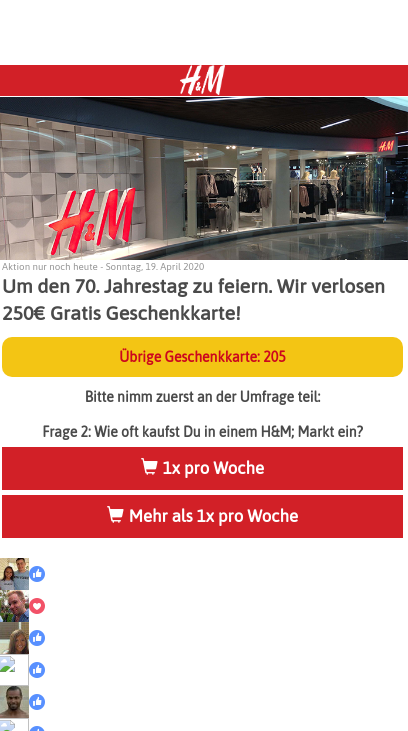 H&M
H&M
H&M
Aktion nur noch heute - Sonntag, 19. April 2020
Um den 70. Jahrestag zu feiern. Wir verlosen
250€ Gratis Geschenkkarte!
Übrige Geschenkkarte: 205
Bitte nimm zuerst an der Umfrage teil:
Frage 2: Wie oft kaufst Du in einem H&M; Markt ein?
1x pro Woche
Mehr als 1x pro Woche